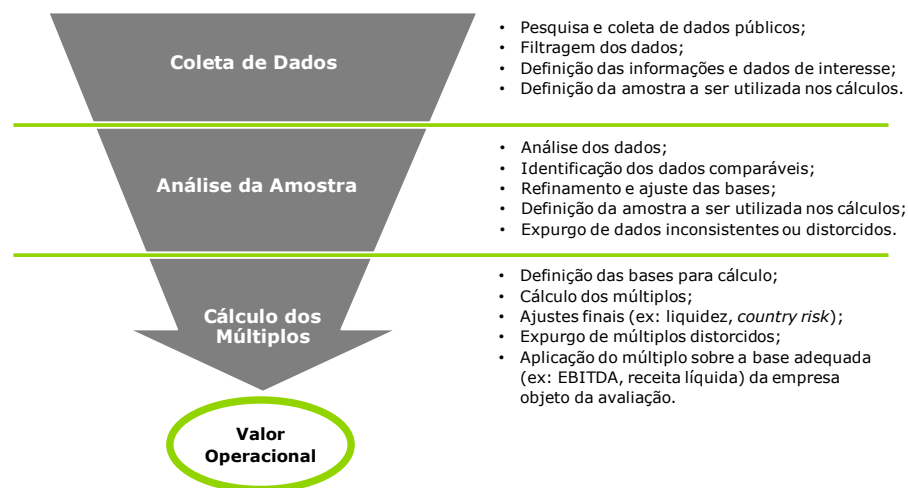 Coleta de Dados
• Pesquisa e coleta de dados públicos;
• Filtragem dos dados;
• Definição das informações e dados de interesse;
• Definição da amostra a ser utilizada nos cálculos.
Análise da Amostra
• Análise dos dados;
• Identificação dos dados comparáveis;
• Refinamento e ajuste das bases;
• Definição da amostra a ser utilizada nos cálculos;
• Expurgo de dados inconsistentes ou distorcidos.
Cálculo dos
Múltiplos
• Definição das bases para cálculo;
• Cálculo dos múltiplos;
• Ajustes finais (ex: liquidez, country risk);
• Expurgo de múltiplos distorcidos;
• Aplicação do múltiplo sobre a base adequada
(ex: EBITDA, receita líquida) da empresa
objeto da avaliação.
Valor
Operacional